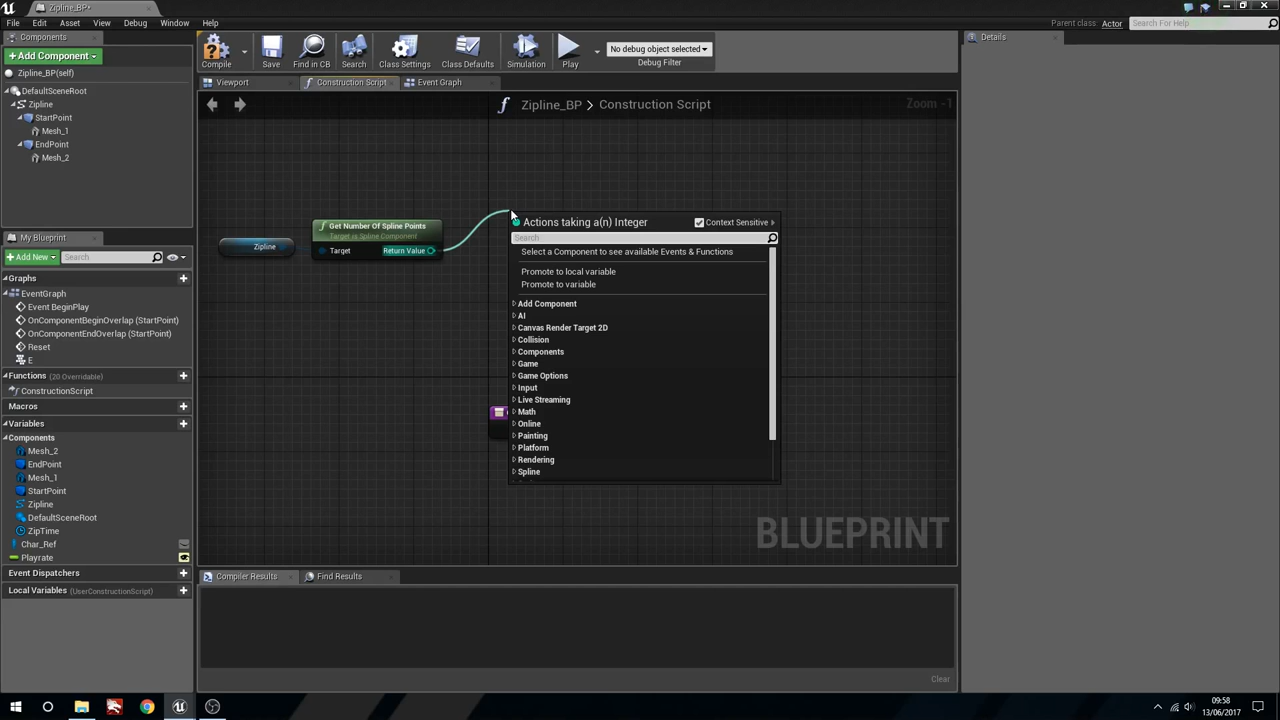 Zipline_BP*
File Edit Asset View Debug Window Help
Parent class: Actor
Search For Help
Components
Add Component
Zipline_BP(self)
DefaultSceneRoot
Zipline
StartPoint
Mesh_1
EndPoint
Mesh_2
Compile
Save
Find in CB
Search
Class Settings
Class Defaults
Simulation
Play
No debug object selected
Debug Filter
Details
Viewport
Construction Script
Event Graph
Zipline_BP > Construction Script
Zoom -1
Zipline
Get Number Of Spline Points
Target is Spline Component
Target
Return Value
Actions taking a(n) Integer
Context Sensitive
Search
Select a Component to see available Events & Functions
Promote to local variable
Promote to variable
Add Component
AI
Canvas Render Target 2D
Collision
Components
Game
Game Options
Input
Live Streaming
Math
Online
Painting
Platform
Rendering
Spline
BLUEPRINT
My Blueprint
Add New
Search
Graphs
EventGraph
Event BeginPlay
OnComponentBeginOverlap (StartPoint)
OnComponentEndOverlap (StartPoint)
Reset
E
Functions (20 Overridable)
ConstructionScript
Macros
Variables
Components
Mesh_2
EndPoint
Mesh_1
StartPoint
Zipline
DefaultSceneRoot
ZipTime
Char_Ref
Playrate
Event Dispatchers
Local Variables (UserConstructionScript)
Compiler Results
Find Results
Clear
09:58
13/06/2017